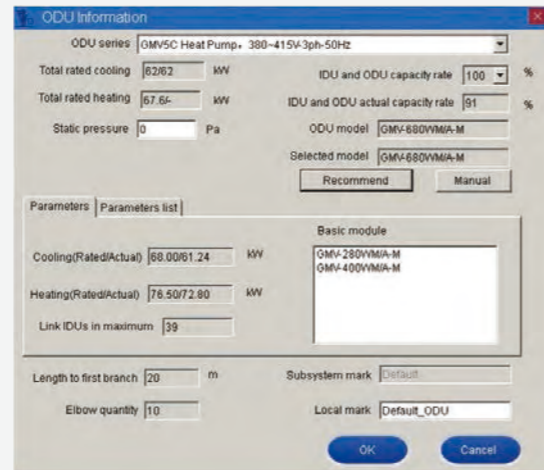 ODU Information
ODU series GMV5C Heat Pump，380~415V-3ph-50Hz
Total rated cooling 62/62 kW IDU and ODU capacity rate 100 %
Total rated heating 67.6/- kW IDU and ODU actual capacity rate 91 %
Static pressure 0 Pa ODU model GMV-680WM/A-M
Selected model GMV-680WM/A-M
Recommend Manual
Parameters Parameters list
Basic module
Cooling(Rated/Actual) 68.00/61.24 kW GMV-280WM/A-M
GMV-400WM/A-M
Heating(Rated/Actual) 76.50/72.80 kW
Link IDUs in maximum 39
Length to first branch 20 m Subsystem mark Default
Elbow quantity 10 Local mark Default_ODU
OK Cancel